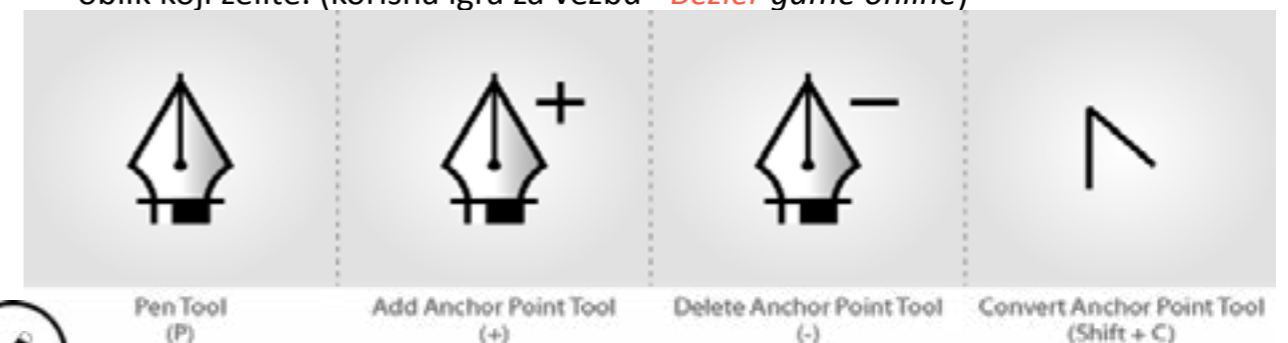 oblik koji želite. (korisna igra za vežbu - Bezier game online)
Pen Tool
(P)
Add Anchor Point Tool
(+)
Delete Anchor Point Tool
(-)
Convert Anchor Point Tool
(Shift + C)